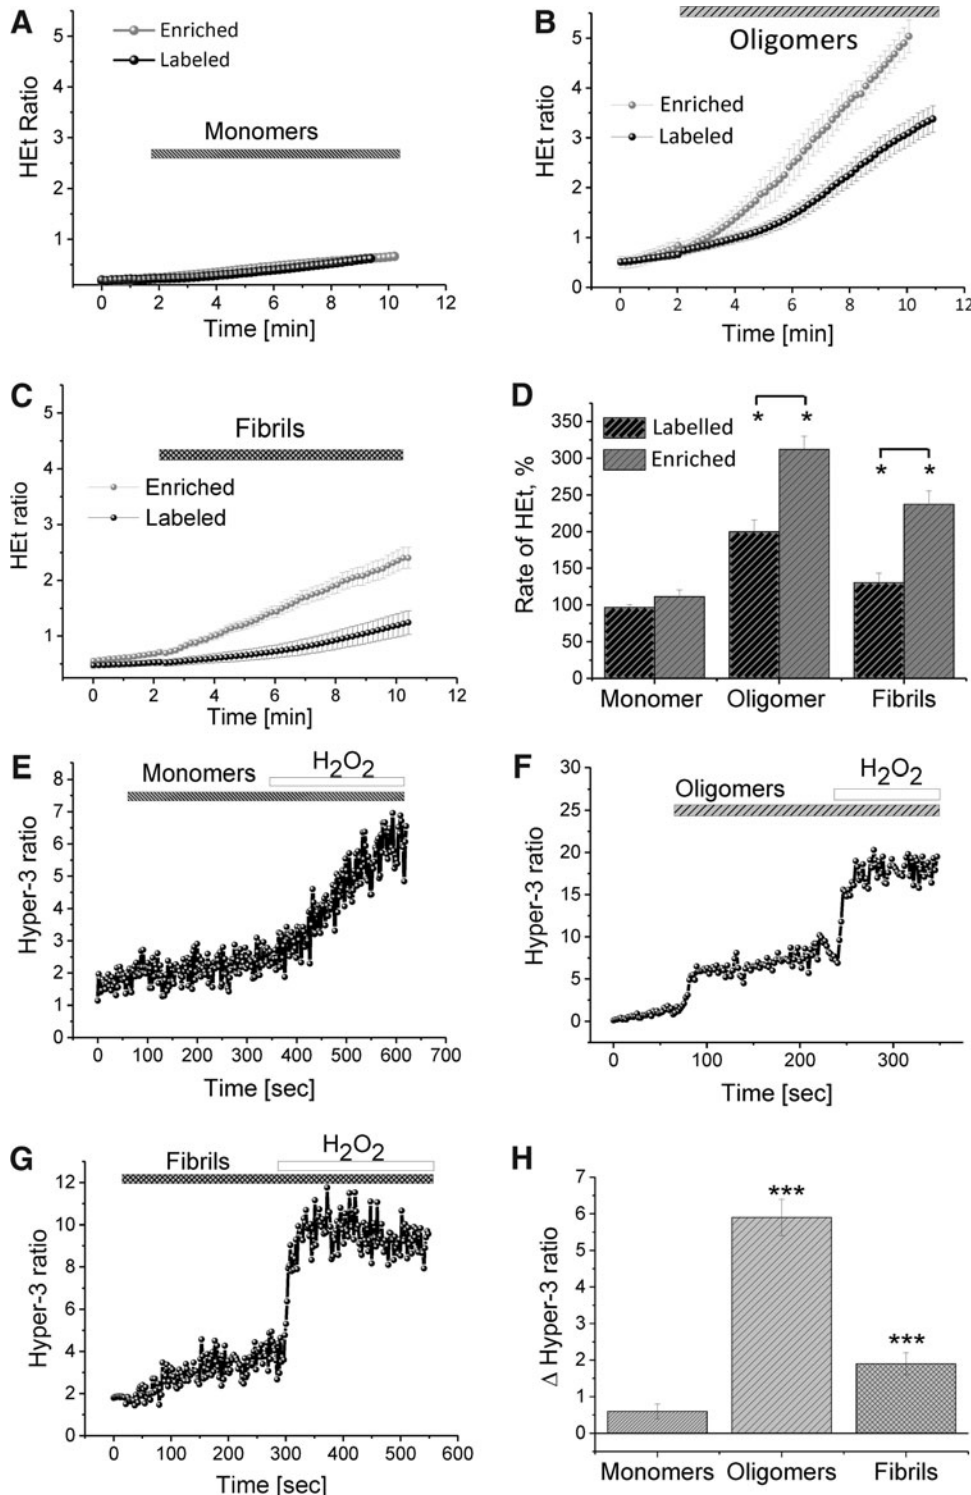 A
Enriched
Labeled
Monomers
HEt Ratio
5
4
3
2
1
0 2 4 6 8 10 12
Time [min]
B
Oligomers
Enriched
Labeled
HEt ratio
5
4
3
2
1
0
0 2 4 6 8 10 12
Time [min]
C
Fibrils
Enriched
Labeled
HEt ratio
5
4
3
2
1
0 2 4 6 8 10 12
Time [min]
D
Labelled
Enriched
* *
* *
Rate of HEt, %
350
300
250
200
150
100
50
0
Monomer Oligomer Fibrils
E
H2O2
Monomers
Hyper-3 ratio
8
7
6
5
4
3
2
1
0
0 100 200 300 400 500 600 700
Time [sec]
F
H2O2
Oligomers
Hyper-3 ratio
30
25
20
15
10
5
0
0 100 200 300
Time [sec]
G
H2O2
Fibrils
Hyper-3 ratio
12
10
8
6
4
2
0
0 100 200 300 400 500 600
Time [sec]
H
***
***
Δ Hyper-3 ratio
7
6
5
4
3
2
1
0
Monomers Oligomers Fibrils